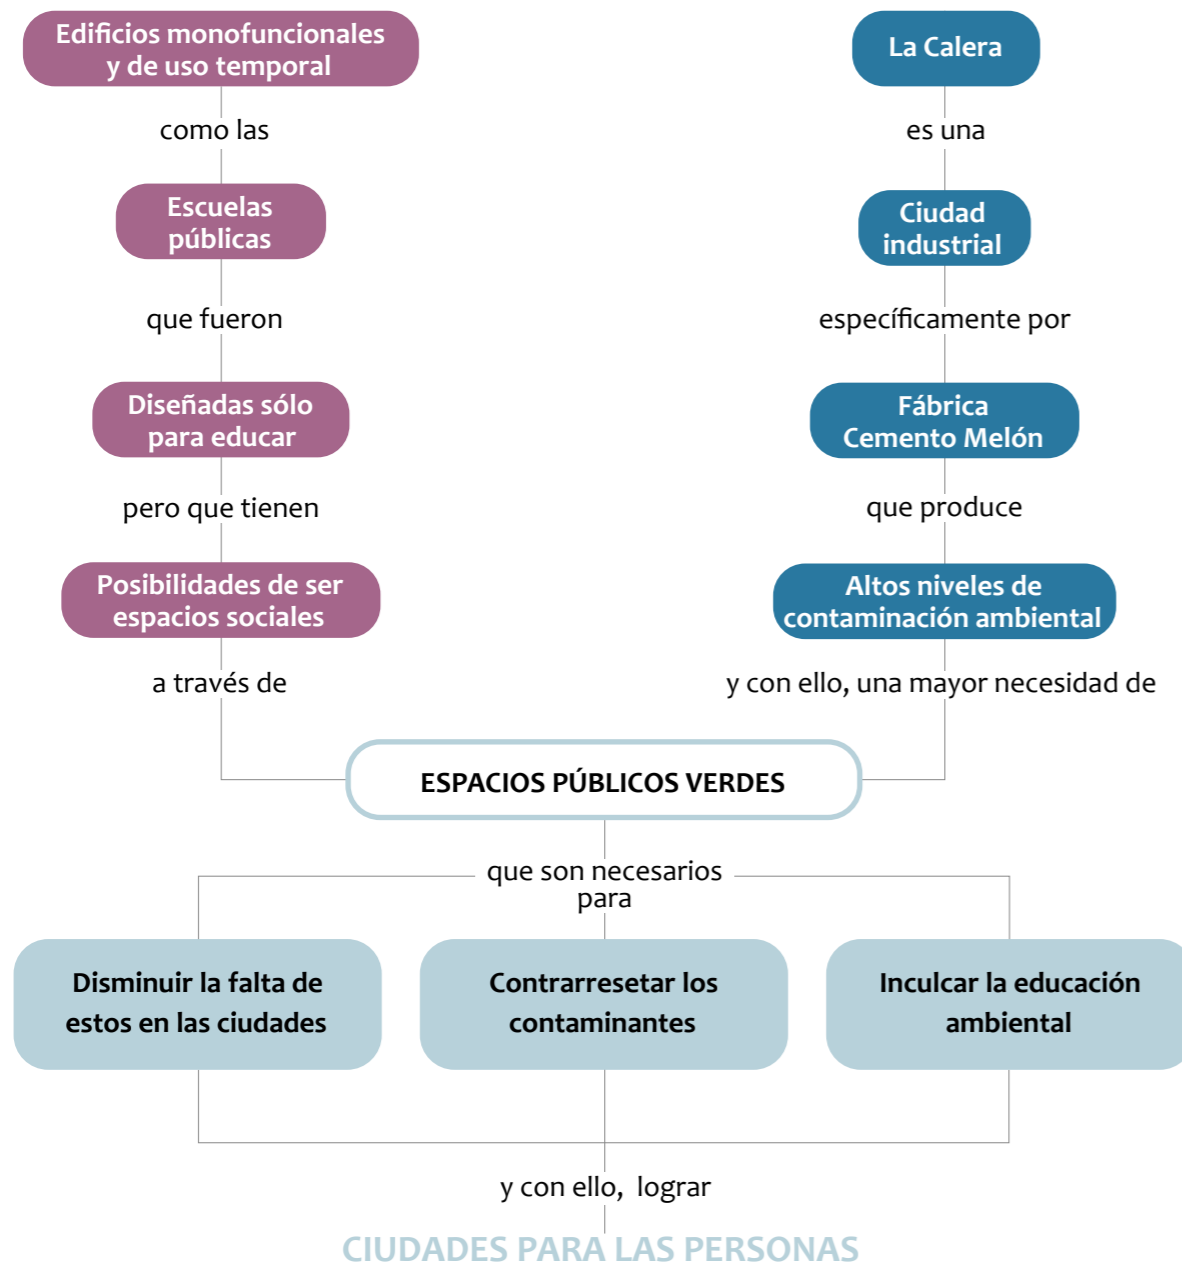 Edificios monofuncionales
y de uso temporal
como las
Escuelas
públicas
que fueron
Diseñadas sólo
para educar
pero que tienen
Posibilidades de ser
espacios sociales
a través de
La Calera
es una
Ciudad
industrial
específicamente por
Fábrica
Cemento Melón
que produce
Altos niveles de
contaminación ambiental
y con ello, una mayor necesidad de
ESPACIOS PÚBLICOS VERDES
que son necesarios
para
Disminuir la falta de
estos en las ciudades
Contrarresetar los
contaminantes
Inculcar la educación
ambiental
y con ello, lograr
CIUDADES PARA LAS PERSONAS